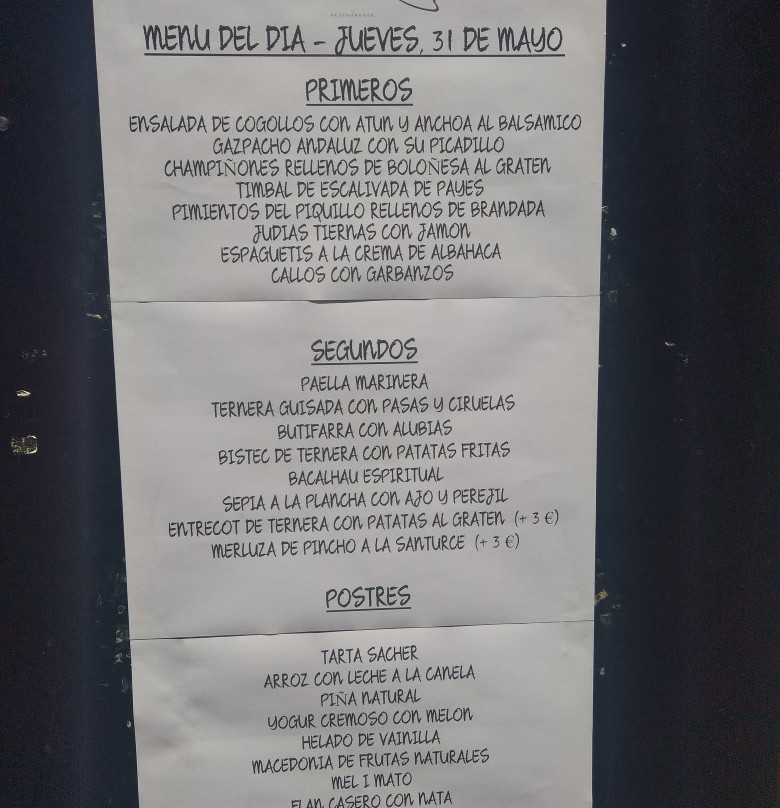 RESTAURANTE
MENU DEL DIA - JUEVES, 31 DE MAYO
PRIMEROS
ENSALADA DE COGOLLOS CON ATUN Y ANCHOA AL BALSAMICO
GAZPACHO ANDALUZ CON SU PICADILLO
CHAMPIÑONES RELLENOS DE BOLOÑESA AL GRATEN
TIMBAL DE ESCALIVADA DE PAYES
PIMIENTOS DEL PIQUILLO RELLENOS DE BRANDADA
JUDIAS TIERNAS CON JAMON
ESPAGUETIS A LA CREMA DE ALBAHACA
CALLOS CON GARBANZOS
SEGUNDOS
PAELLA MARINERA
TERNERA GUISADA CON PASAS Y CIRUELAS
BUTIFARRA CON ALUBIAS
BISTEC DE TERNERA CON PATATAS FRITAS
BACALHAU ESPIRITUAL
SEPIA A LA PLANCHA CON AJO Y PEREJIL
ENTRECOT DE TERNERA CON PATATAS AL GRATEN (+ 3 €)
MERLUZA DE PINCHO A LA SANTURCE (+ 3 €)
POSTRES
TARTA SACHER
ARROZ CON LECHE A LA CANELA
PIÑA NATURAL
YOGUR CREMOSO CON MELON
HELADO DE VAINILLA
MACEDONIA DE FRUTAS NATURALES
MEL I MATO
FLAN CASERO CON NATA